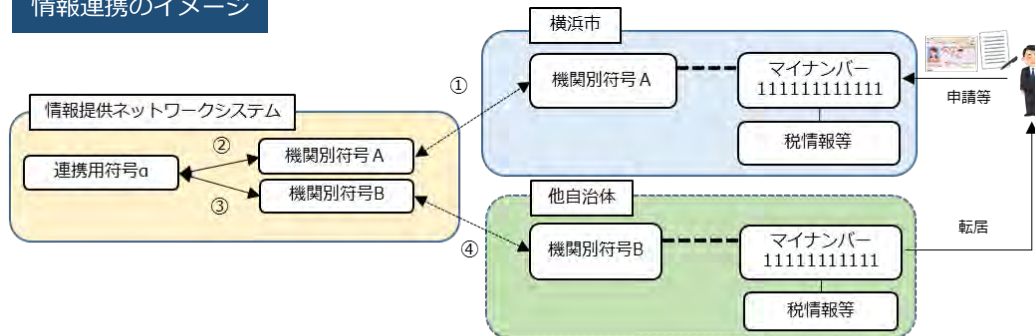 情報連携のイメージ
横浜市
機関別符号A
マイナンバー
111111111111
税情報等
申請等
①
情報提供ネットワークシステム
連携用符号α
②
機関別符号A
機関別符号B
③
④
他自治体
機関別符号B
マイナンバー
11111111111
税情報等
転居